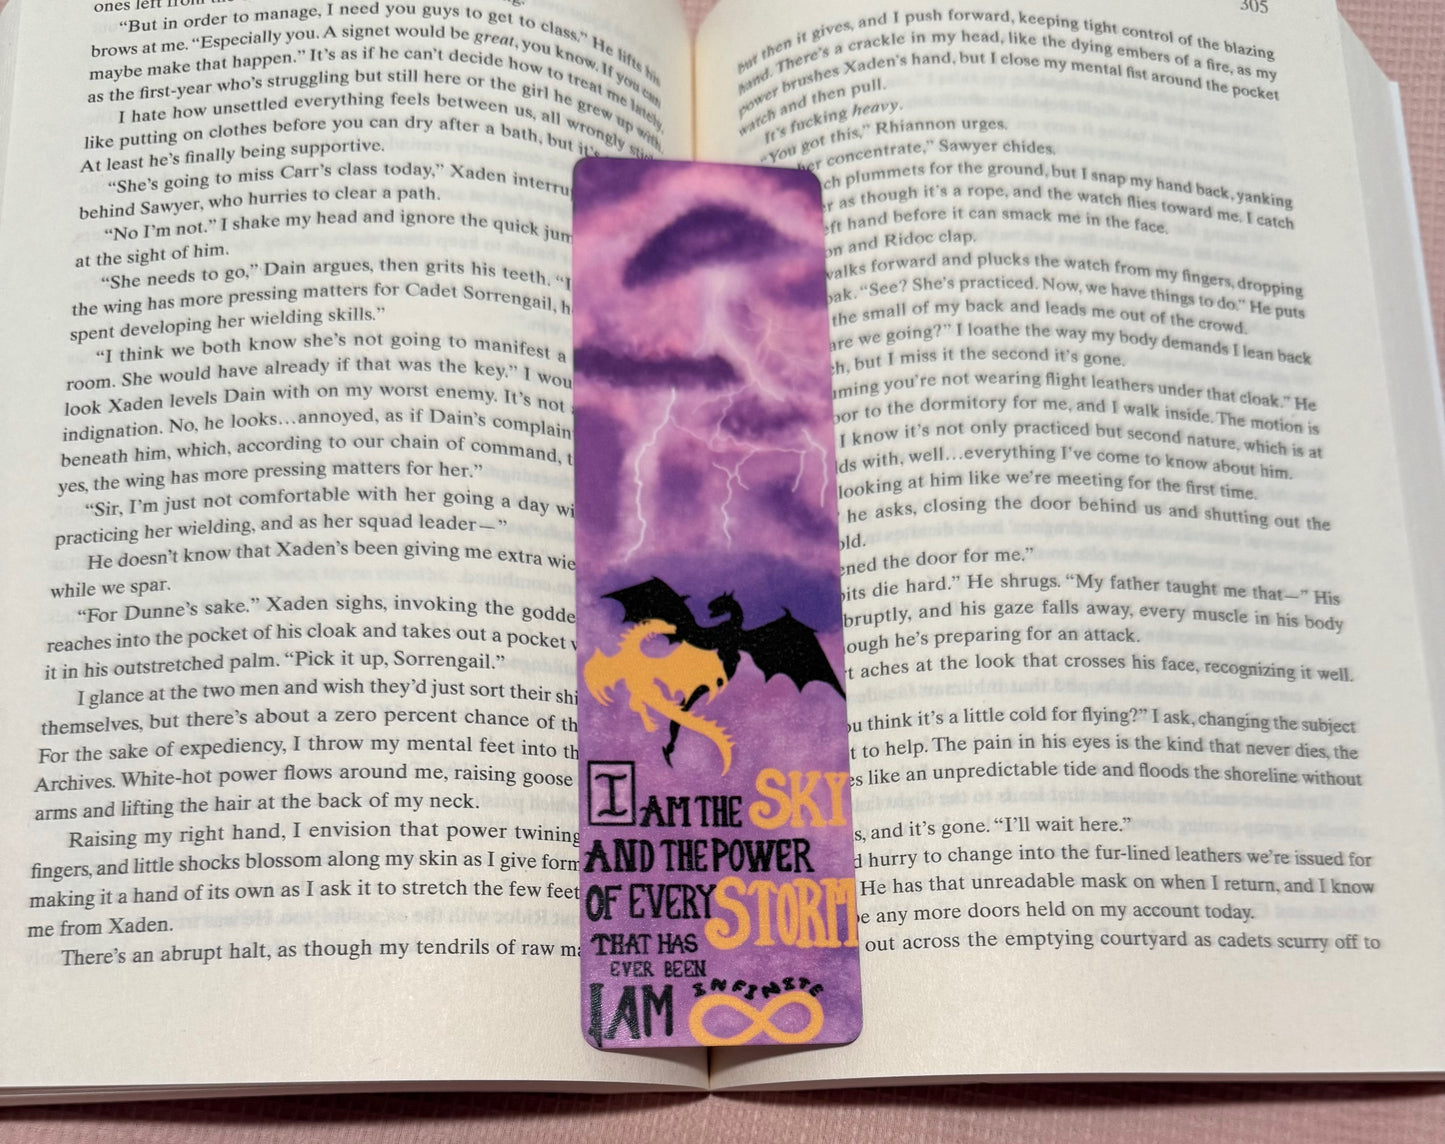 ones left from the
"But in order to manage, I need you guys to get to class." He lifts his
brows at me. "Especially you. A signet would be great, you know. If you can
maybe make that happen." It's as if he can't decide how to treat me lately,
as the first-year who's struggling but still here or the girl he grew up with.
I hate how unsettled everything feels between us, all wrongly
like putting on clothes before you can dry after a bath, but it's
At least he's finally being supportive.
"She's going to miss Carr's class today," Xaden interru
behind Sawyer, who hurries to clear a path.
"No I'm not." I shake my head and ignore the quick jum
at the sight of him.
"She needs to go," Dain argues, then grits his teeth. "I
the wing has more pressing matters for Cadet Sorrengail, h
spent developing her wielding skills."
"I think we both know she's not going to manifest a
room. She would have already if that was the key." I wou
look Xaden levels Dain with on my worst enemy. It's not
indignation. No, he looks…annoyed, as if Dain's complain
beneath him, which, according to our chain of command, t
yes, the wing has more pressing matters for her."
"Sir, I'm just not comfortable with her going a day wi
practicing her wielding, and as her squad leader—"
He doesn't know that Xaden's been giving me extra wie
while we spar.
"For Dunne's sake." Xaden sighs, invoking the godde
reaches into the pocket of his cloak and takes out a pocket w
it in his outstretched palm. "Pick it up, Sorrengail."
I glance at the two men and wish they'd just sort their shi
themselves, but there's about a zero percent chance of th
For the sake of expediency, I throw my mental feet into th
Archives. White-hot power flows around me, raising goose
arms and lifting the hair at the back of my neck.
Raising my right hand, I envision that power twining
fingers, and little shocks blossom along my skin as I give form
making it a hand of its own as I ask it to stretch the few feet
me from Xaden.
There's an abrupt halt, as though my tendrils of raw ma
305
but then it gives, and I push forward, keeping tight control of the blazing
hand. There's a crackle in my head, like the dying embers of a fire, as my
power brushes Xaden's hand, but I close my mental fist around the pocket
watch and then pull.
It's fucking heavy.
"You got this," Rhiannon urges.
her concentrate," Sawyer chides.
ch plummets for the ground, but I snap my hand back, yanking
r as though it's a rope, and the watch flies toward me. I catch
eft hand before it can smack me in the face.
on and Ridoc clap.
walks forward and plucks the watch from my fingers, dropping
oak. "See? She's practiced. Now, we have things to do." He puts
the small of my back and leads me out of the crowd.
are we going?" I loathe the way my body demands I lean back
h, but I miss it the second it's gone.
ming you're not wearing flight leathers under that cloak." He
oor to the dormitory for me, and I walk inside. The motion is
I know it's not only practiced but second nature, which is at
ds with, well…everything I've come to know about him.
looking at him like we're meeting for the first time.
he asks, closing the door behind us and shutting out the
old.
ened the door for me."
its die hard." He shrugs. "My father taught me that—" His
bruptly, and his gaze falls away, every muscle in his body
ough he's preparing for an attack.
t aches at the look that crosses his face, recognizing it well.
u think it's a little cold for flying?" I ask, changing the subject
t to help. The pain in his eyes is the kind that never dies, the
es like an unpredictable tide and floods the shoreline without
s, and it's gone. "I'll wait here."
d hurry to change into the fur-lined leathers we're issued for
He has that unreadable mask on when I return, and I know
e any more doors held on my account today.
out across the emptying courtyard as cadets scurry off to
I AM THE SKY
AND THE POWER
OF EVERY STORM
THAT HAS
EVER BEEN
I AM INFINITE